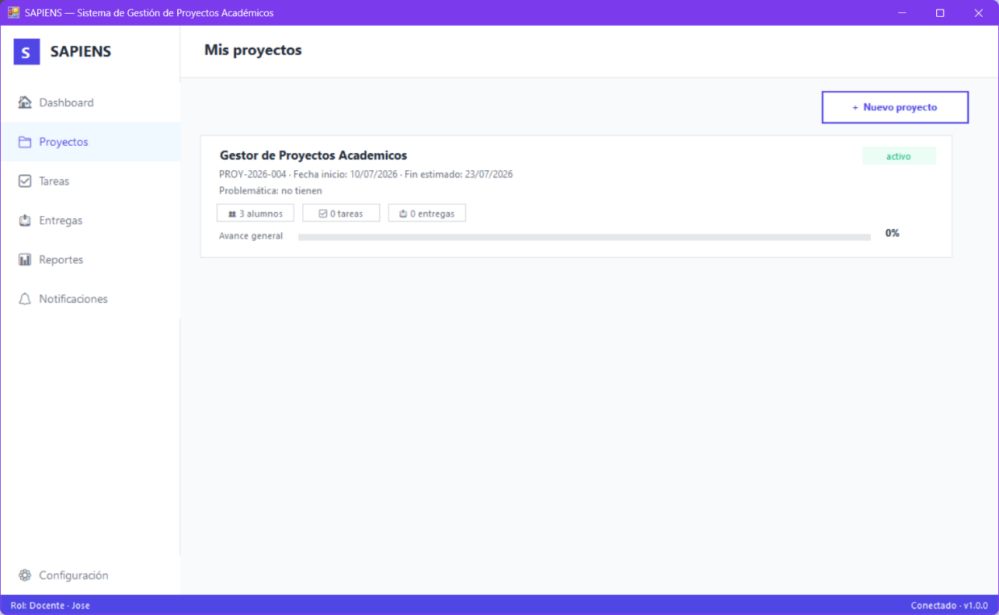 SAPIENS — Sistema de Gestión de Proyectos Académicos
S SAPIENS
Mis proyectos
Dashboard
Proyectos
Tareas
Entregas
Reportes
Notificaciones
+ Nuevo proyecto
Gestor de Proyectos Academicos
activo
PROY-2026-004 · Fecha inicio: 10/07/2026 · Fin estimado: 23/07/2026
Problemática: no tienen
3 alumnos
0 tareas
0 entregas
Avance general
0%
Configuración
Rol: Docente · Jose
Conectado · v1.0.0